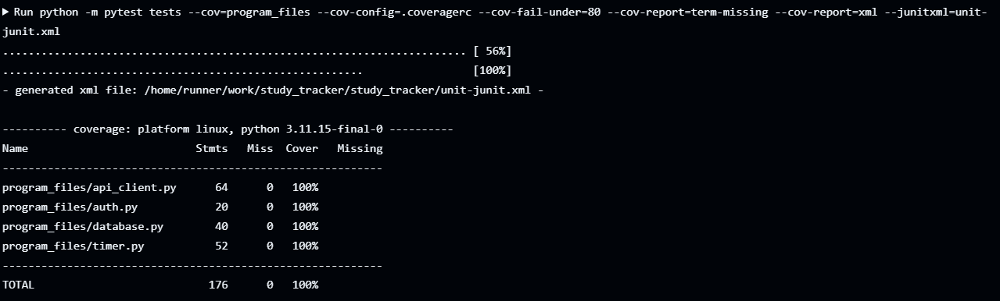 ▶ Run python -m pytest tests --cov=program_files --cov-config=.coveragerc --cov-fail-under=80 --cov-report=term-missing --cov-report=xml --junitxml=unit-
junit.xml
........................................................................ [ 56%]
........................................................                 [100%]
- generated xml file: /home/runner/work/study_tracker/study_tracker/unit-junit.xml -
---------- coverage: platform linux, python 3.11.15-final-0 ----------
Name                          Stmts   Miss  Cover   Missing
-----------------------------------------------------------
program_files/api_client.py      64      0   100%
program_files/auth.py            20      0   100%
program_files/database.py        40      0   100%
program_files/timer.py           52      0   100%
-----------------------------------------------------------
TOTAL                           176      0   100%